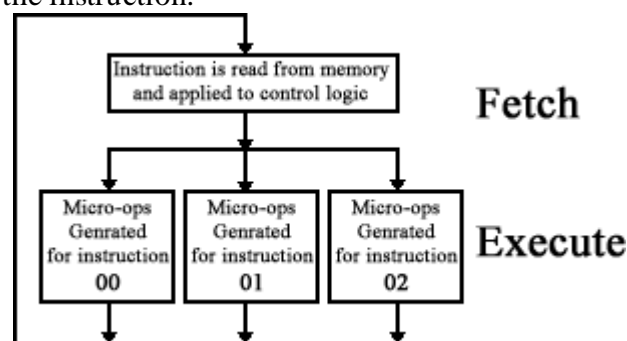 the instruction.
Instruction is read from memory
and applied to control logic
Fetch
Micro-ops
Genrated
for instruction
00
Micro-ops
Genrated
for instruction
01
Micro-ops
Genrated
for instruction
02
Execute